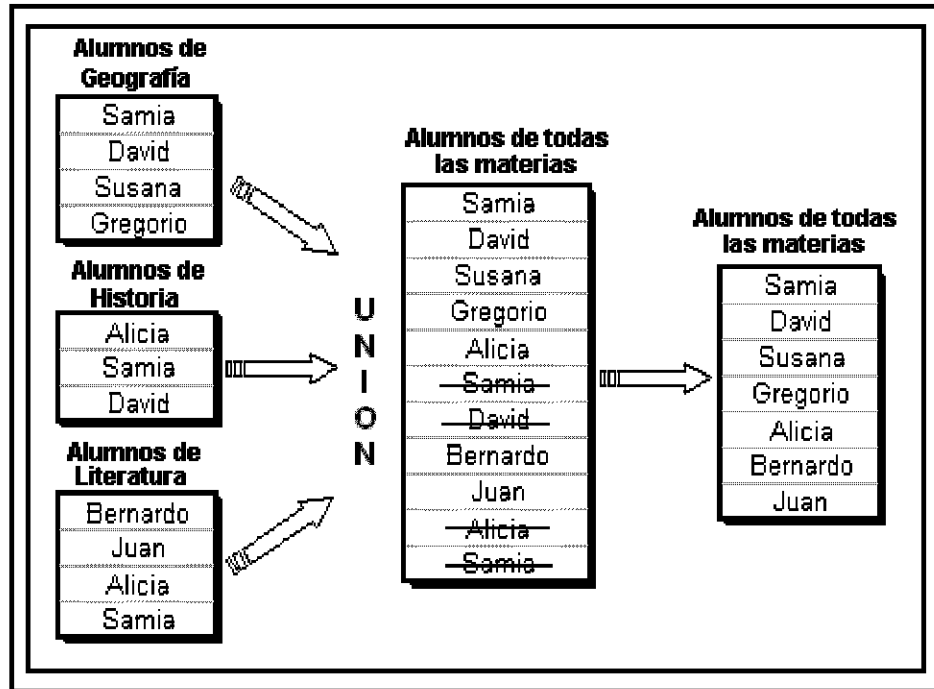 Alumnos de
Geografía
Samia
David
Susana
Gregorio
Alumnos de
Historia
Alicia
Samia
David
Alumnos de
Literatura
Bernardo
Juan
Alicia
Samia
UNION
Alumnos de todas
las materias
Samia
David
Susana
Gregorio
Alicia
Samia
David
Bernardo
Juan
Alicia
Samia
Alumnos de todas
las materias
Samia
David
Susana
Gregorio
Alicia
Bernardo
Juan